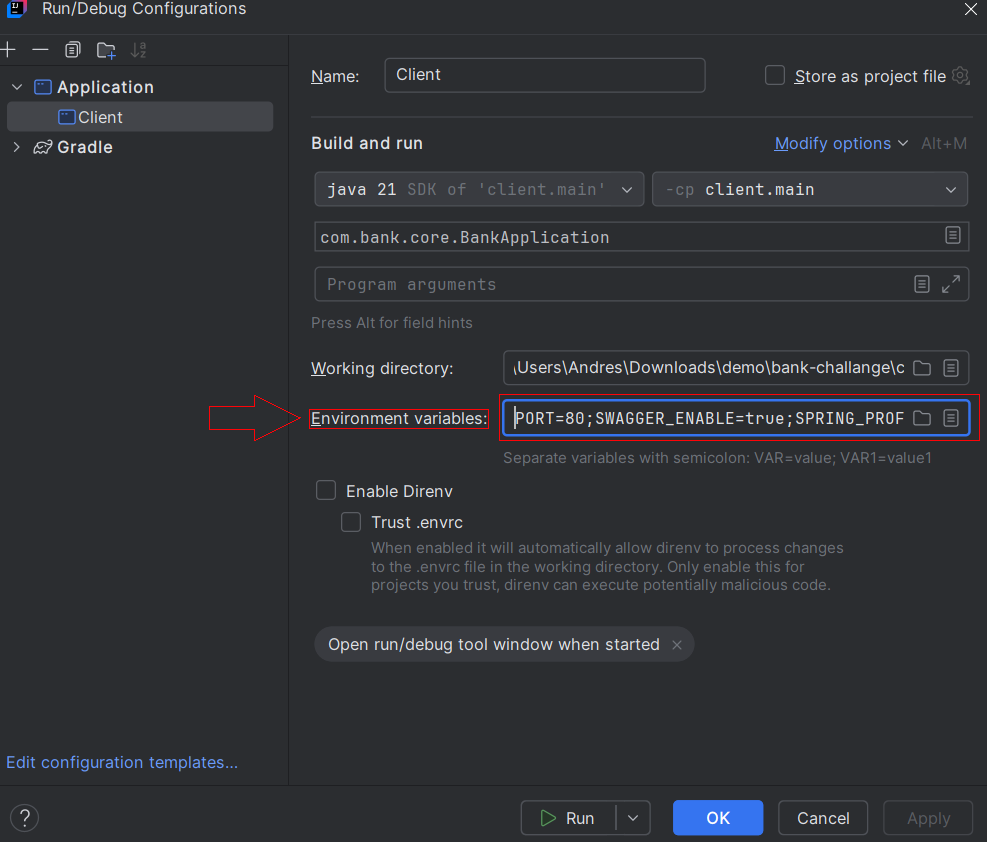 Run/Debug Configurations
Application
Client
Gradle
Edit configuration templates...
Name: Client
Store as project file
Build and run
Modify options Alt+M
java 21 SDK of 'client.main'
-cp client.main
com.bank.core.BankApplication
Program arguments
Press Alt for field hints
Working directory: \Users\Andres\Downloads\demo\bank-challange\c
Environment variables: PORT=80;SWAGGER_ENABLE=true;SPRING_PROF
Separate variables with semicolon: VAR=value; VAR1=value1
Enable Direnv
Trust .envrc
When enabled it will automatically allow direnv to process changes
to the .envrc file in the working directory. Only enable this for
projects you trust, direnv can execute potentially malicious code.
Open run/debug tool window when started
?
Run
OK
Cancel
Apply